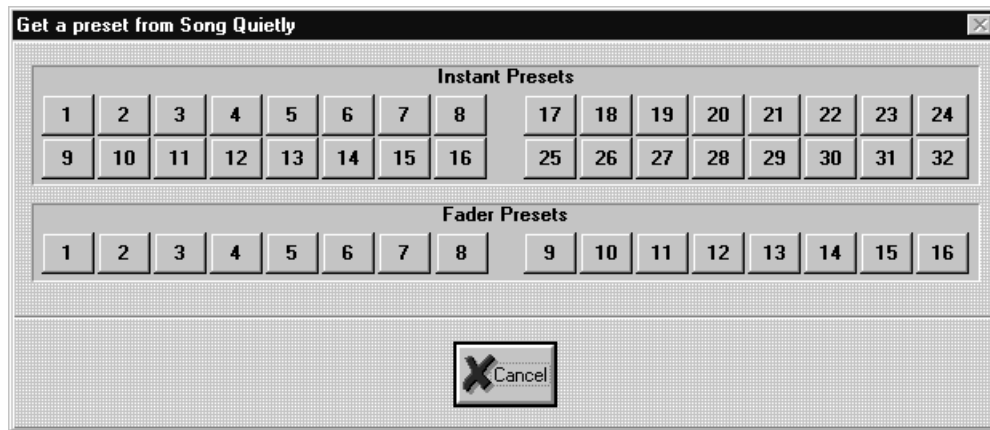 Get a preset from Song Quietly
Instant Presets
1 2 3 4 5 6 7 8 17 18 19 20 21 22 23 24
9 10 11 12 13 14 15 16 25 26 27 28 29 30 31 32
Fader Presets
1 2 3 4 5 6 7 8 9 10 11 12 13 14 15 16
Cancel